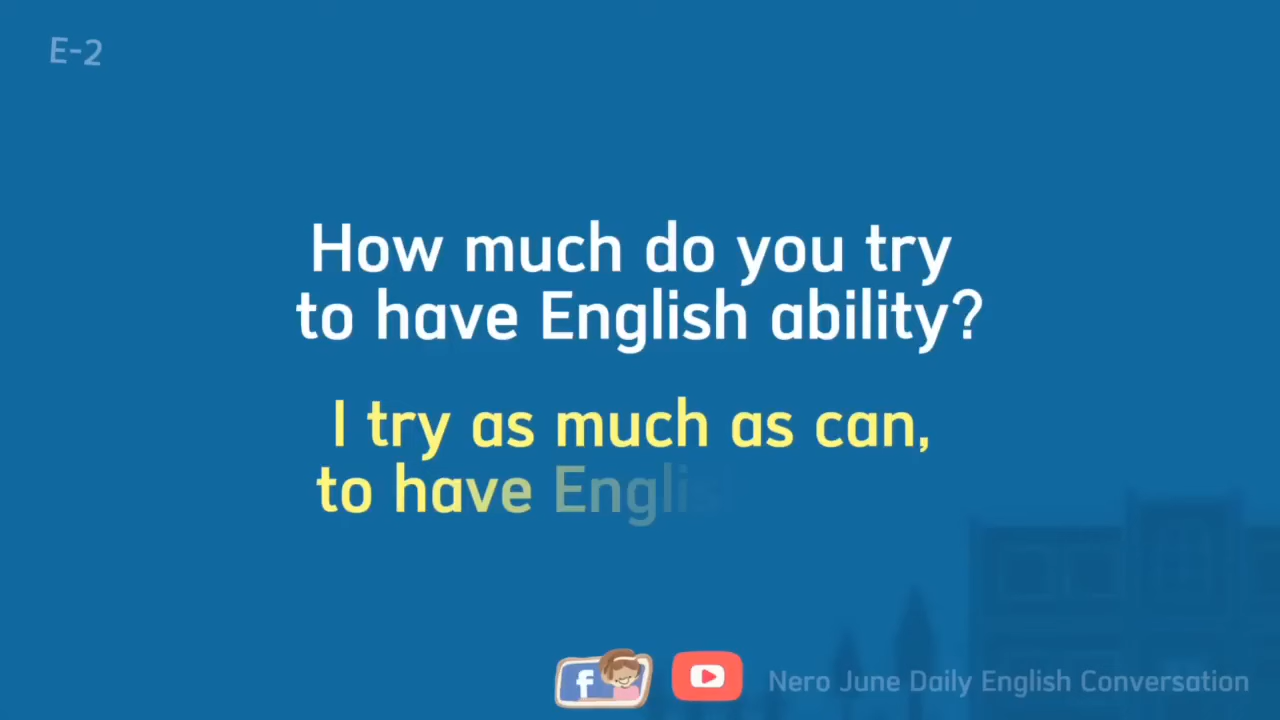 E-2
How much do you try
to have English ability?
I try as much as can,
to have English
f
Nero June Daily English Conversation